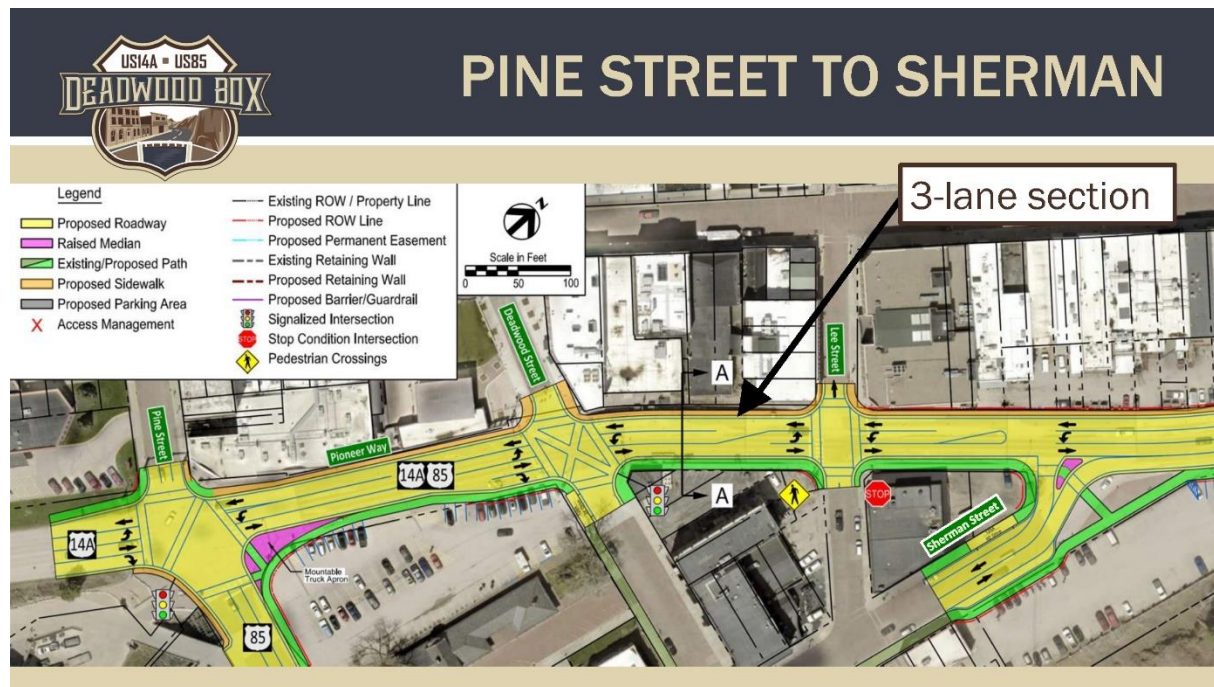 US14A US85
DEADWOOD BOX
PINE STREET TO SHERMAN
Legend
Proposed Roadway
Raised Median
Existing/Proposed Path
Proposed Sidewalk
Proposed Parking Area
X Access Management
Existing ROW / Property Line
Proposed ROW Line
Proposed Permanent Easement
Existing Retaining Wall
Proposed Retaining Wall
Proposed Barrier/Guardrail
Signalized Intersection
STOP Stop Condition Intersection
Pedestrian Crossings
Z
Scale in Feet
0 50 100
3-lane section
Deadwood Street
Lee Street
A
Pine Street
Pioneer Way
14A 85
A
STOP
Sherman Street
14A
Mountable
Truck Apron
85